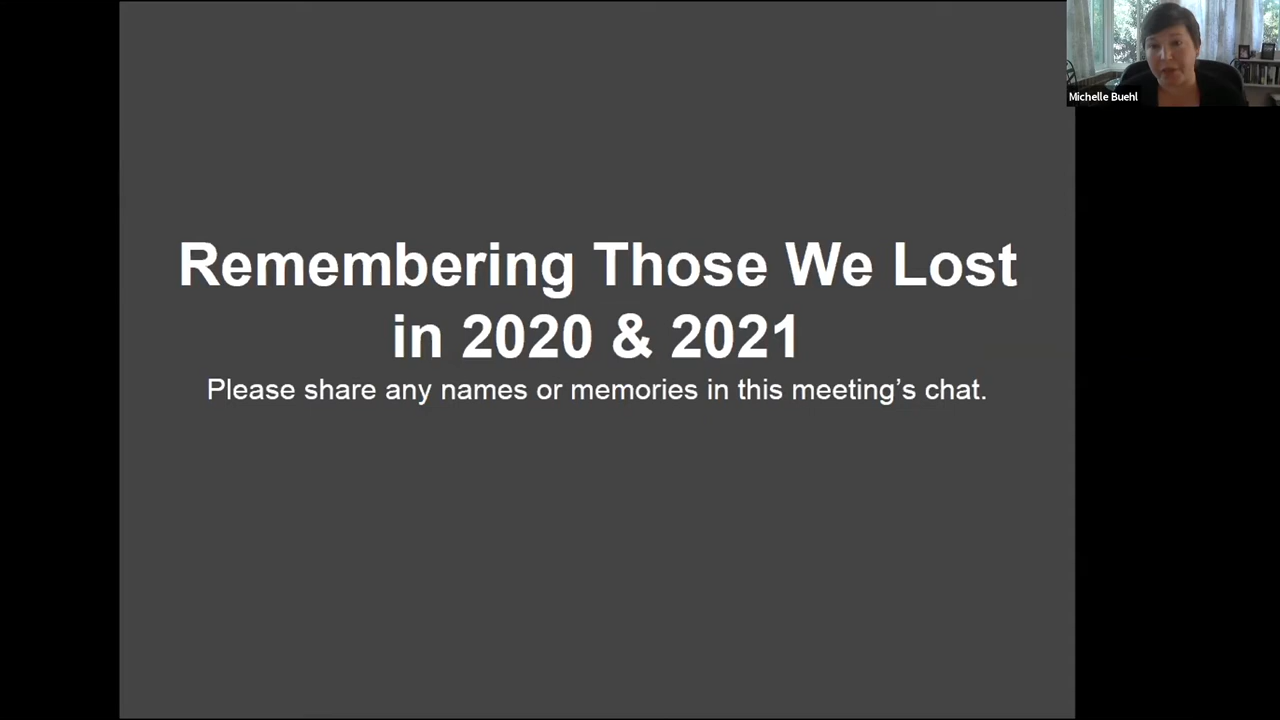 Michelle Buehl
Remembering Those We Lost
in 2020 & 2021
Please share any names or memories in this meeting's chat.